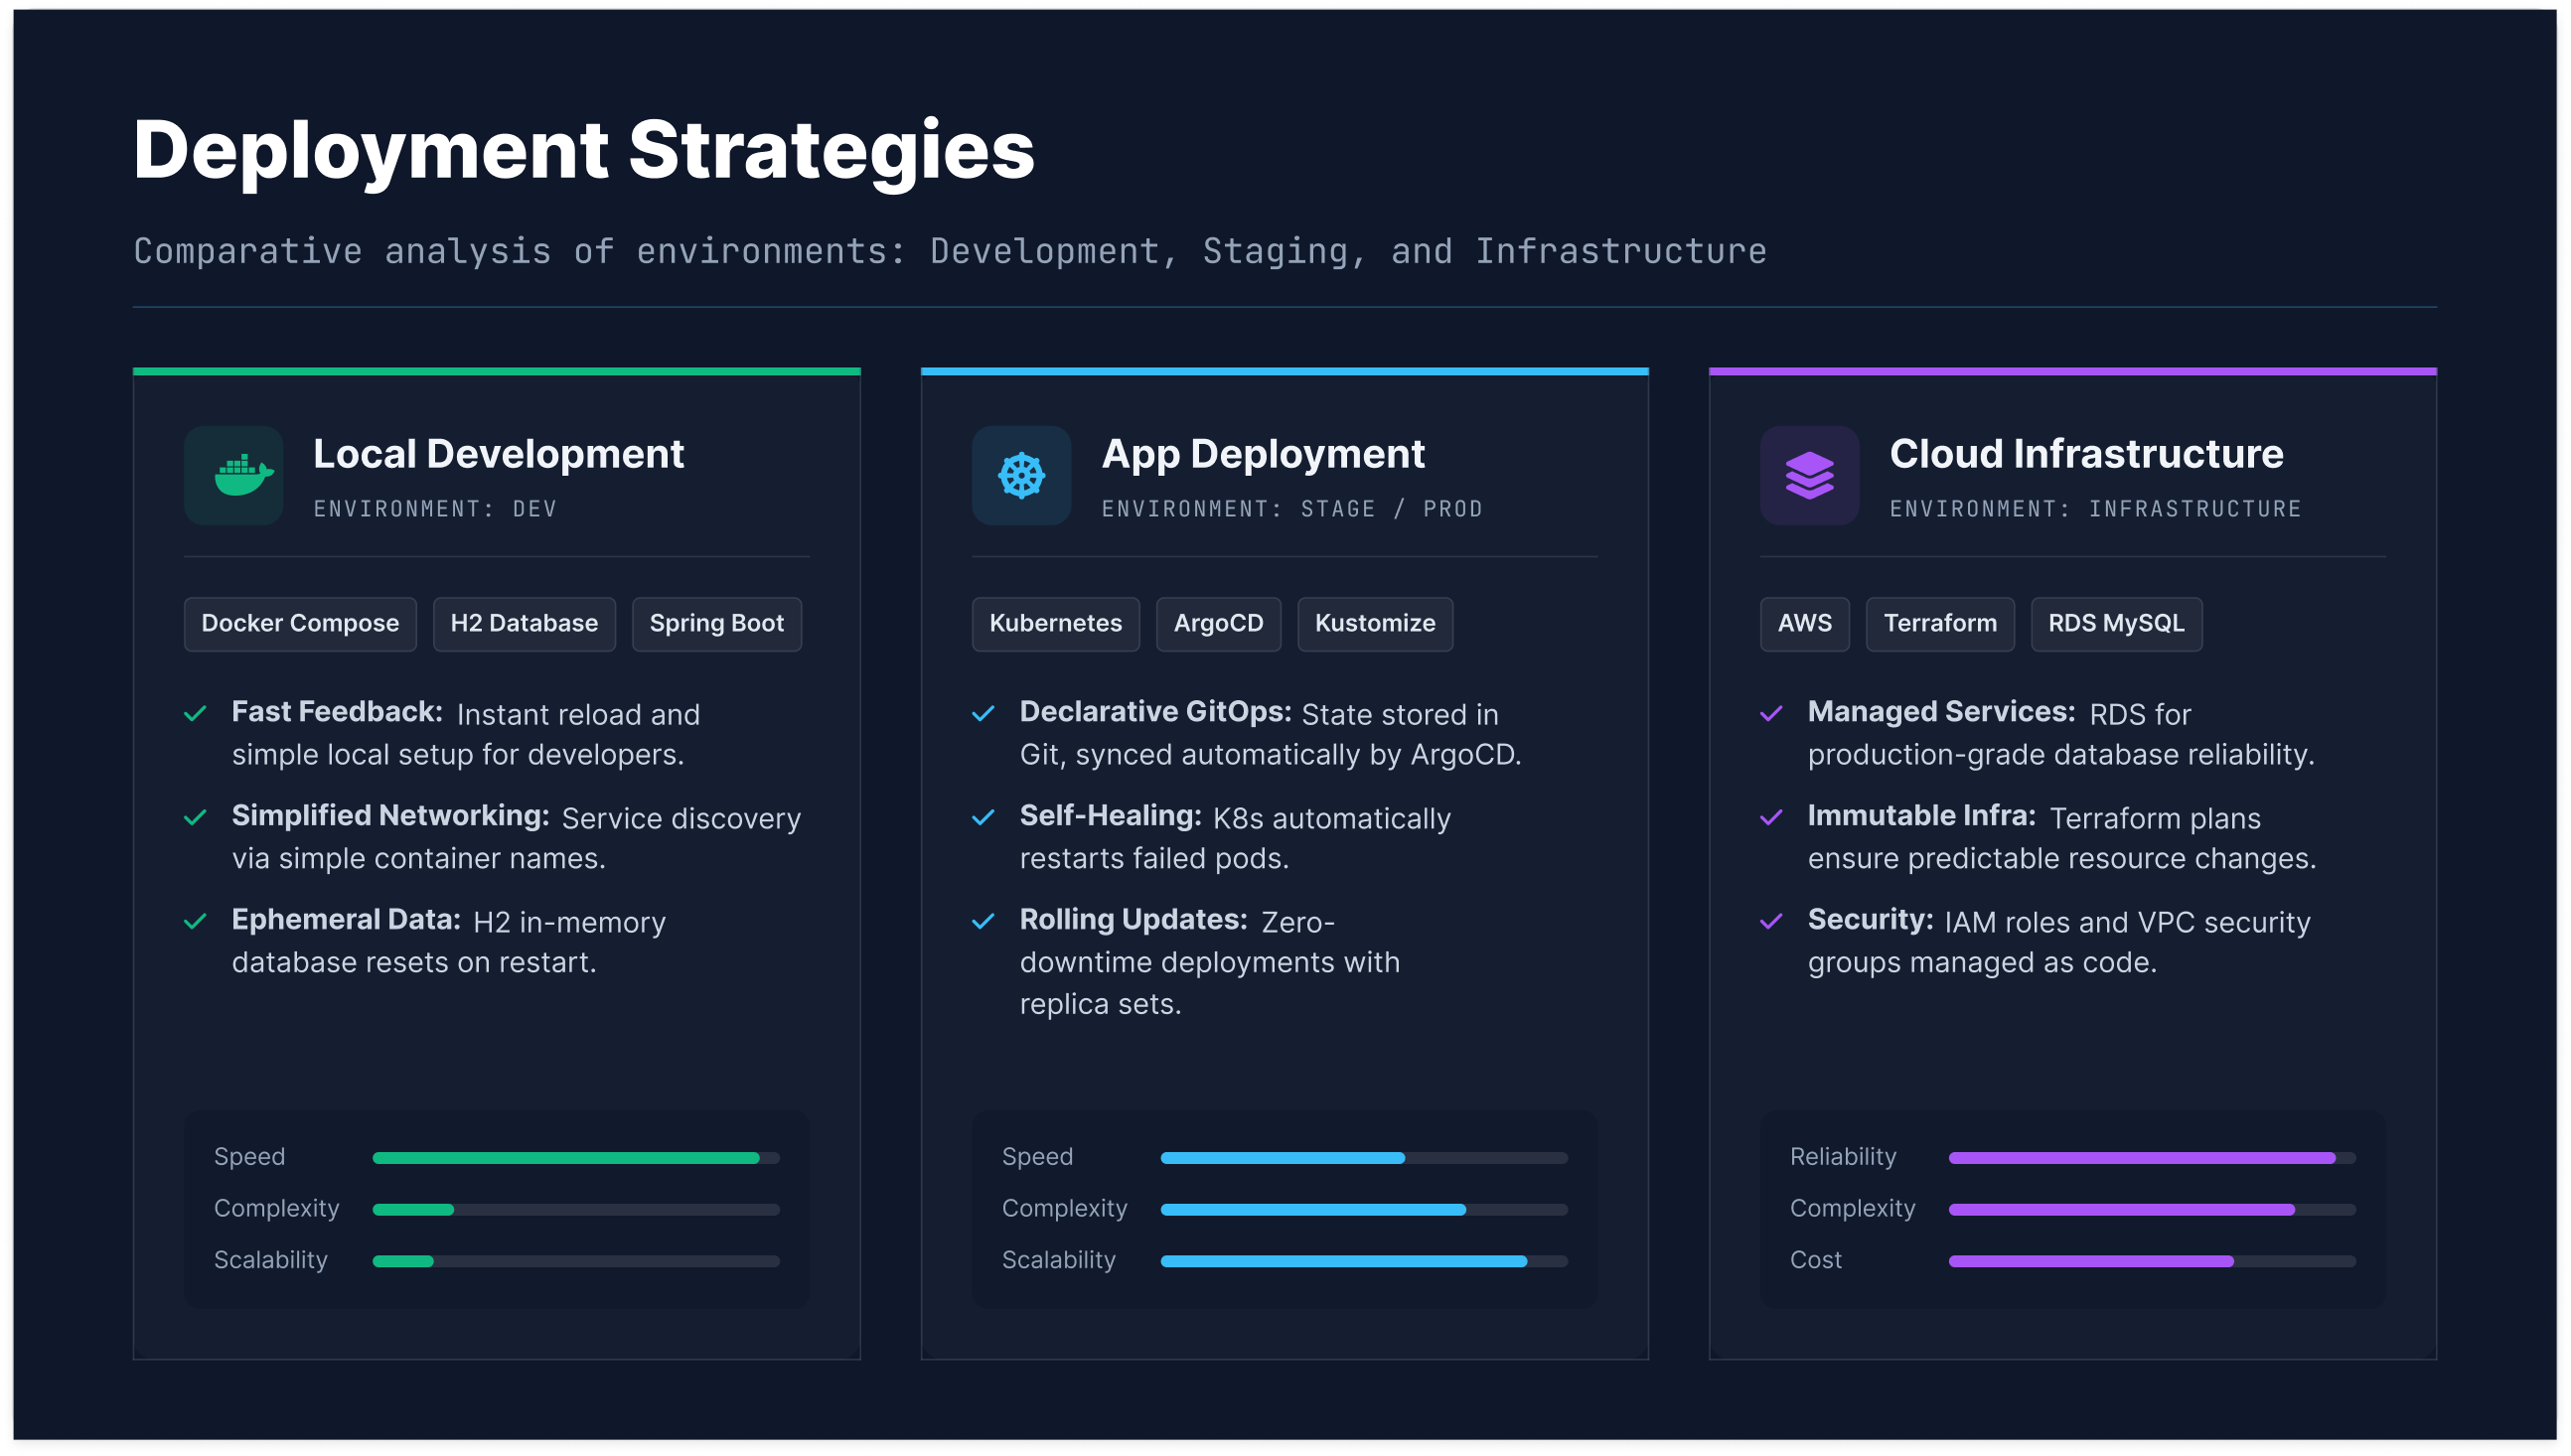 Deployment Strategies
Comparative analysis of environments: Development, Staging, and Infrastructure
Local Development
ENVIRONMENT: DEV
Docker Compose
H2 Database
Spring Boot
Fast Feedback: Instant reload and
simple local setup for developers.
Simplified Networking: Service discovery
via simple container names.
Ephemeral Data: H2 in-memory
database resets on restart.
Speed
Complexity
Scalability
App Deployment
ENVIRONMENT: STAGE / PROD
Kubernetes
ArgoCD
Kustomize
Declarative GitOps: State stored in
Git, synced automatically by ArgoCD.
Self-Healing: K8s automatically
restarts failed pods.
Rolling Updates: Zero-
downtime deployments with
replica sets.
Speed
Complexity
Scalability
Cloud Infrastructure
ENVIRONMENT: INFRASTRUCTURE
AWS
Terraform
RDS MySQL
Managed Services: RDS for
production-grade database reliability.
Immutable Infra: Terraform plans
ensure predictable resource changes.
Security: IAM roles and VPC security
groups managed as code.
Reliability
Complexity
Cost